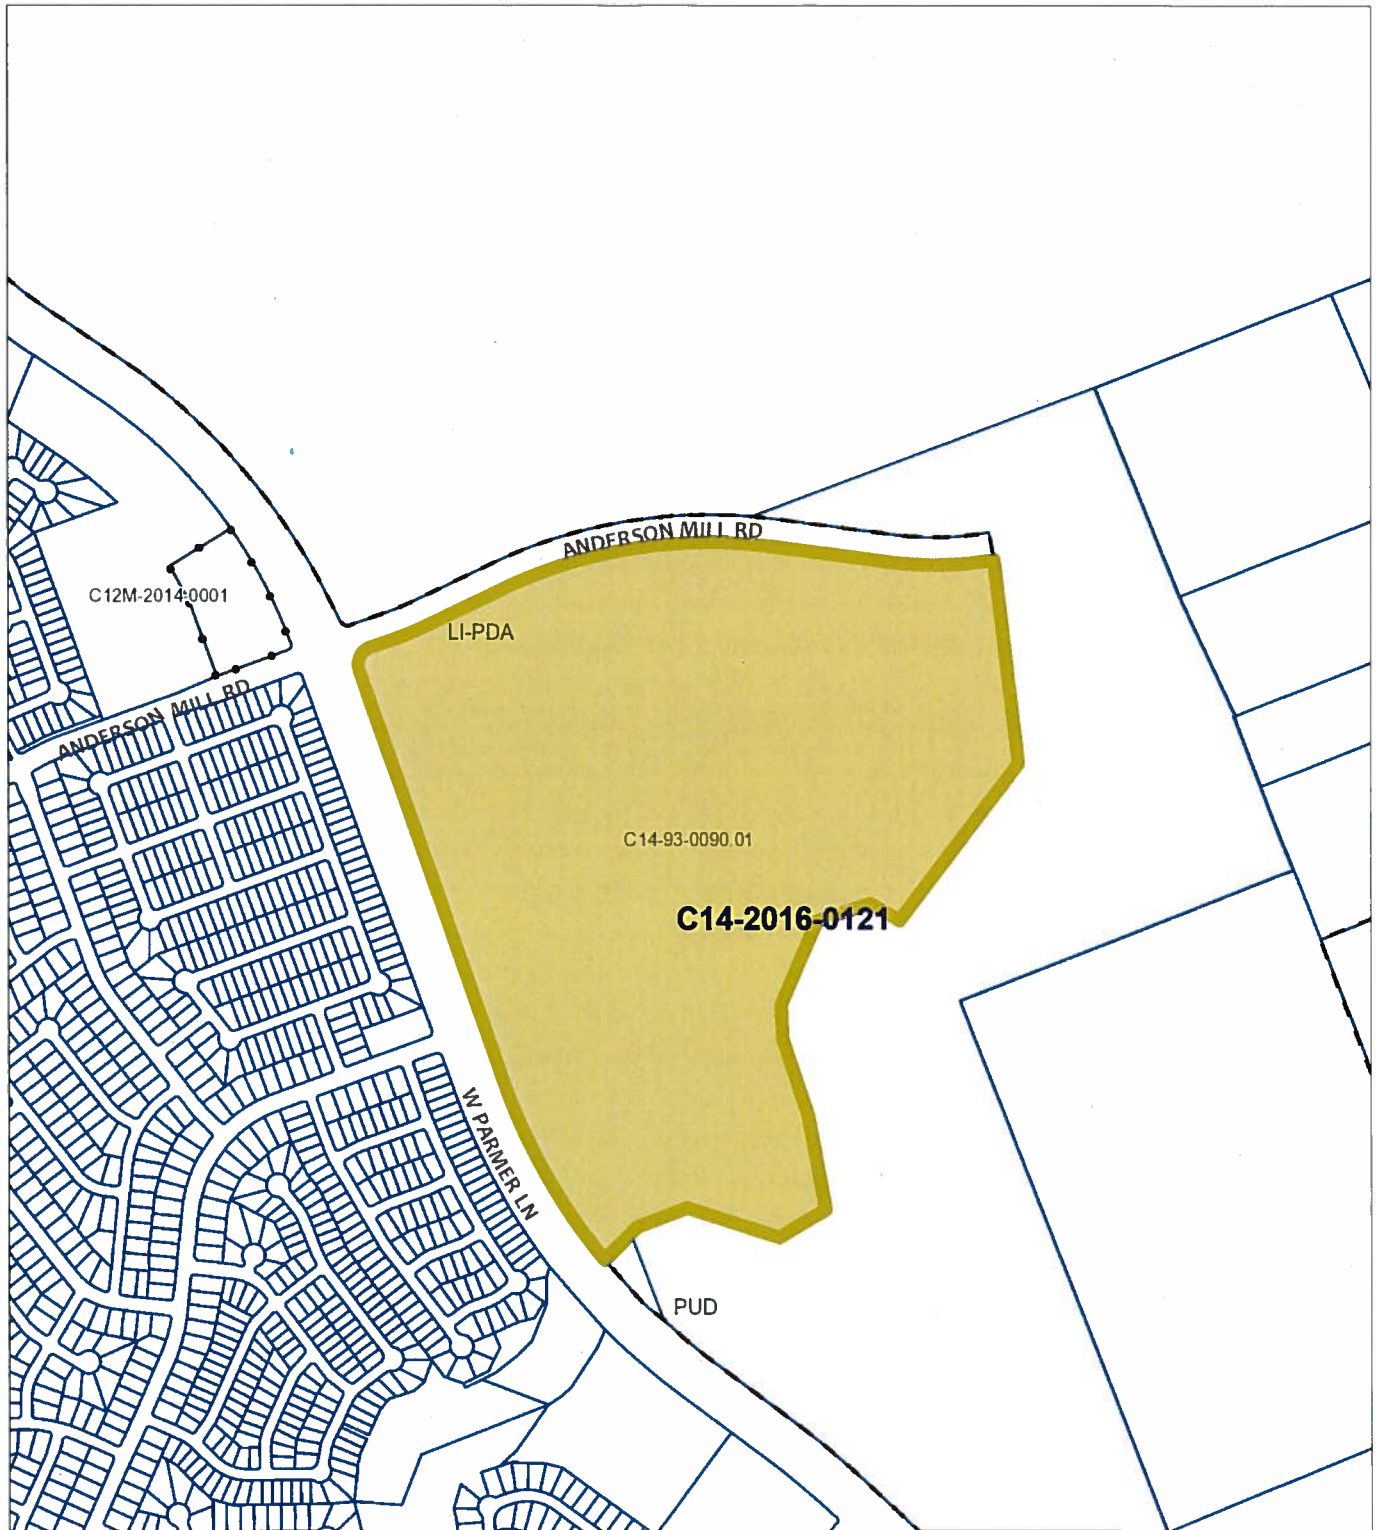 ANDERSON MILL RD
C12M-2014-0001
LI-PDA
ANDERSON MILL RD
C14-93-0090.01
C14-2016-0121
W PARMER LN
PUD